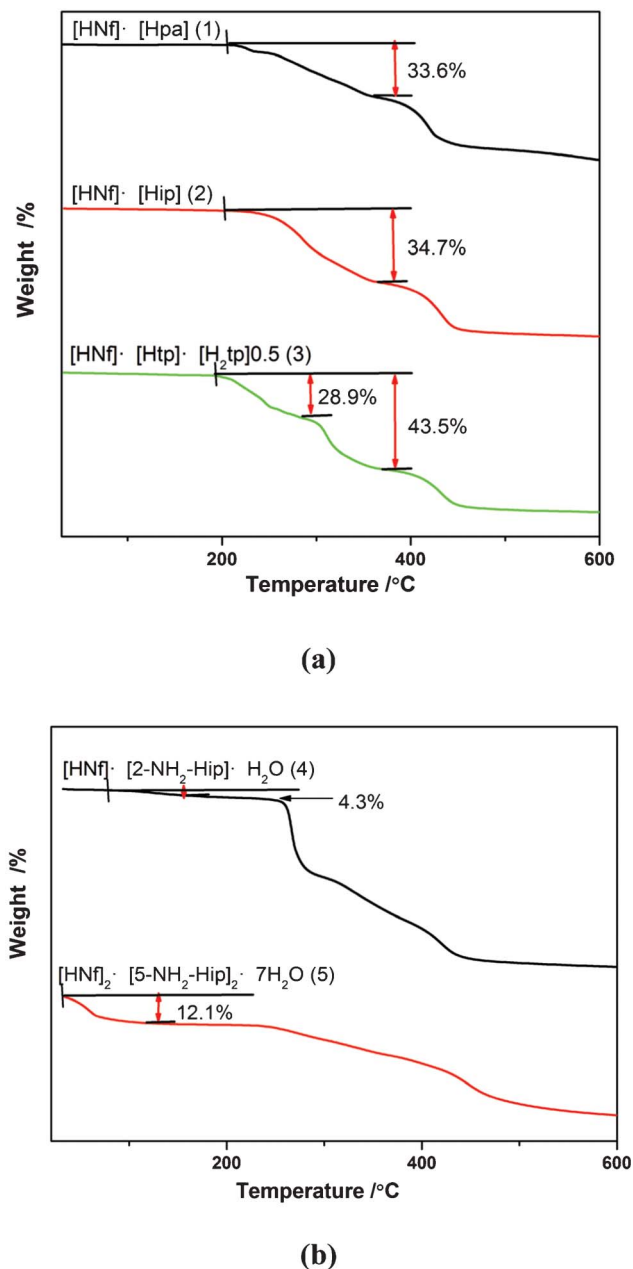 [HNf]· [Hpa] (1)
33.6%
[HNf]· [Hip] (2)
34.7%
[HNf]· [Htp]· [H₂tp]0.5 (3)
28.9%
43.5%
Weight /%
200 400 600
Temperature /°C
(a)
[HNf]· [2-NH₂-Hip]· H₂O (4)
4.3%
[HNf]₂· [5-NH₂-Hip]₂· 7H₂O (5)
12.1%
Weight /%
200 400 600
Temperature /°C
(b)